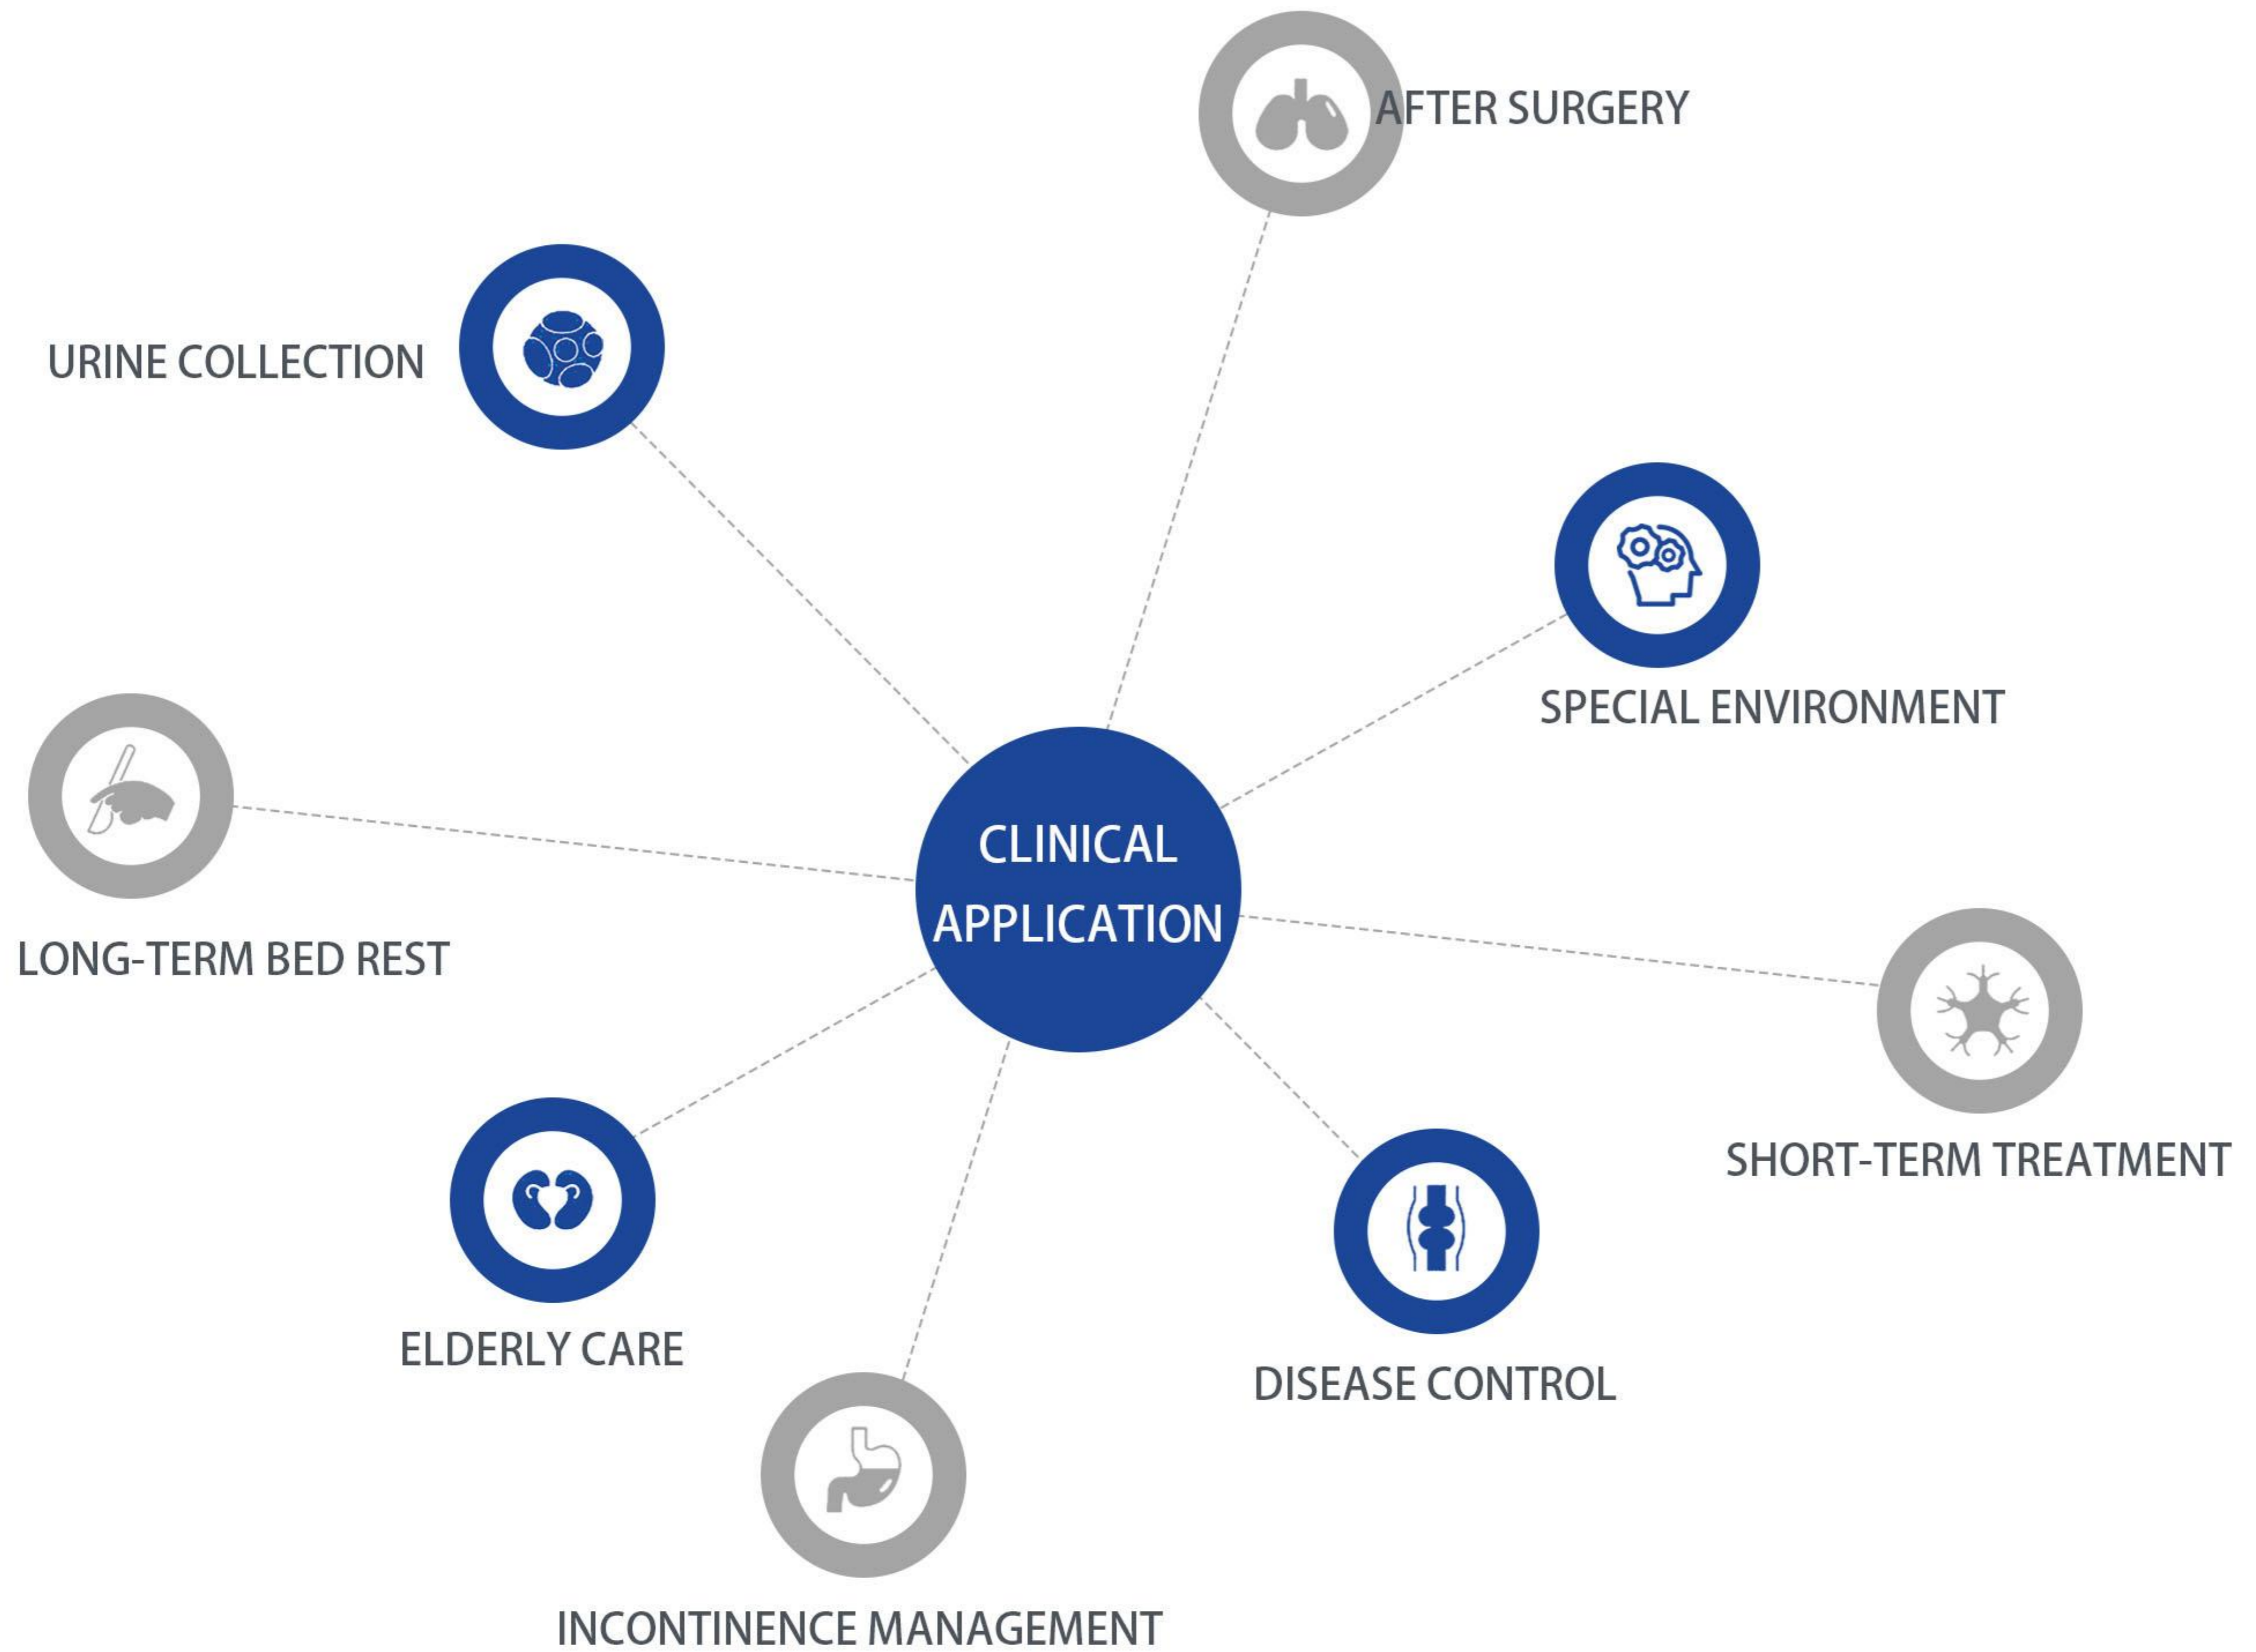 AFTER SURGERY
URINE COLLECTION
SPECIAL ENVIRONMENT
CLINICAL
APPLICATION
LONG-TERM BED REST
SHORT-TERM TREATMENT
ELDERLY CARE
DISEASE CONTROL
INCONTINENCE MANAGEMENT